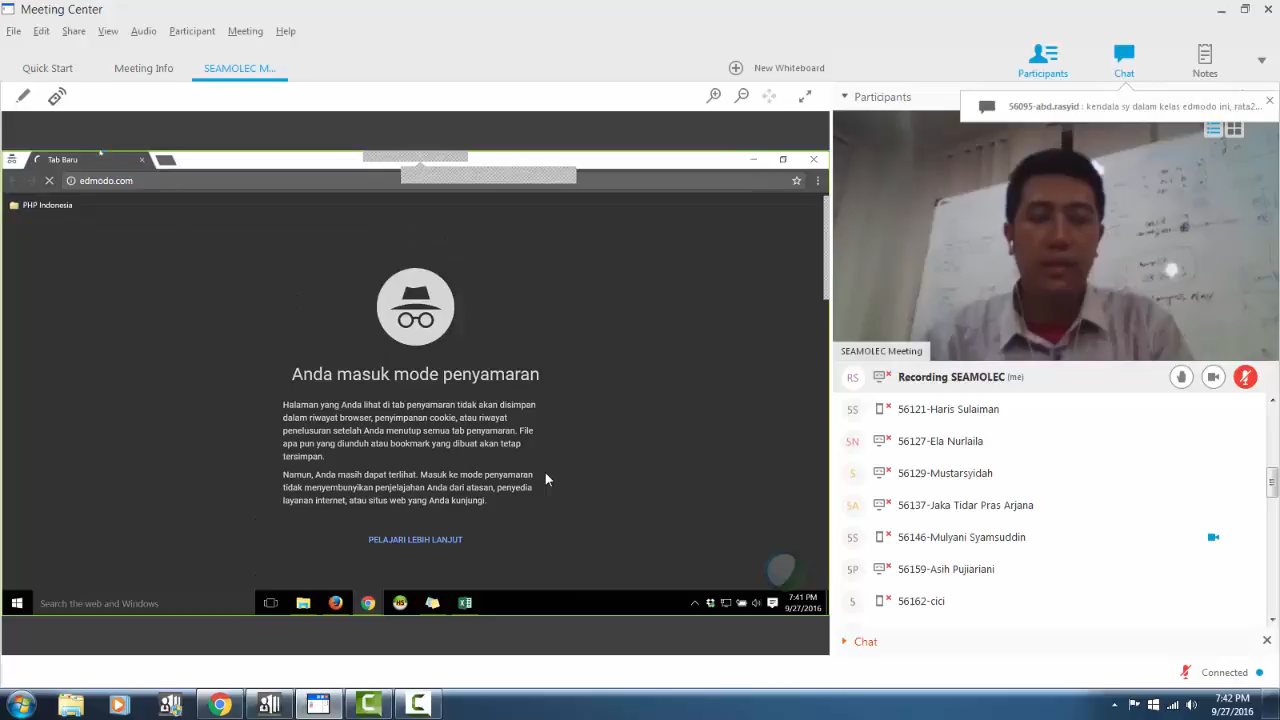 Meeting Center
File Edit Share View Audio Participant Meeting Help
Quick Start Meeting Info SEAMOLEC M... New Whiteboard
Participants Chat Notes
Participants
56095-abd.rasyid : kendala sy dalam kelas edmodo ini, rata2...
Tab Baru
edmodo.com
PHP Indonesia
Anda masuk mode penyamaran
Halaman yang Anda lihat di tab penyamaran tidak akan disimpan
dalam riwayat browser, penyimpanan cookie, atau riwayat
penelusuran setelah Anda menutup semua tab penyamaran. File
apa pun yang diunduh atau bookmark yang dibuat akan tetap
tersimpan.
Namun, Anda masih dapat terlihat. Masuk ke mode penyamaran
tidak menyembunyikan penjelajahan Anda dari atasan, penyedia
layanan internet, atau situs web yang Anda kunjungi.
PELAJARI LEBIH LANJUT
Search the web and Windows
7:41 PM
9/27/2016
SEAMOLEC Meeting
RS Recording SEAMOLEC (me)
5S 56121-Haris Sulaiman
5N 56127-Ela Nurlaila
S 56129-Mustarsyidah
5A 56137-Jaka Tidar Pras Arjana
5S 56146-Mulyani Syamsuddin
5P 56159-Asih Pujiariani
5 56162-cici
Chat
Connected
7:42 PM
9/27/2016